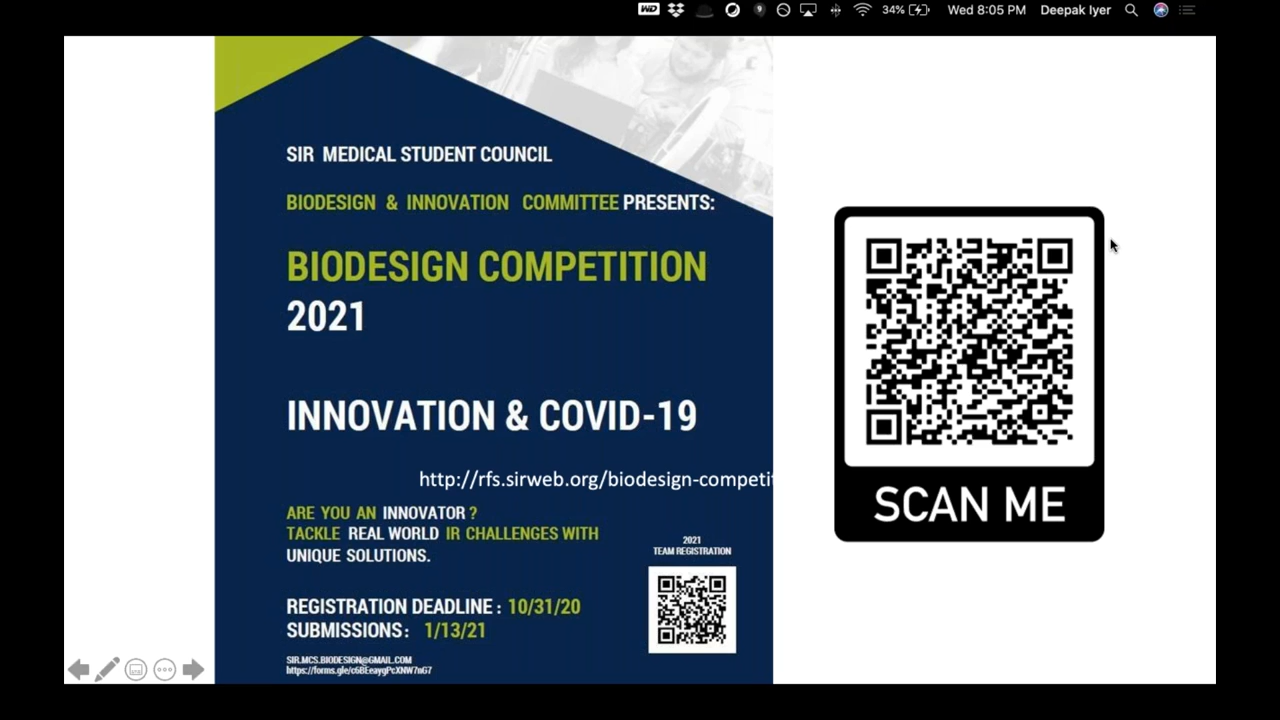 34% Wed 8:05 PM Deepak Iyer
SIR MEDICAL STUDENT COUNCIL
BIODESIGN & INNOVATION COMMITTEE PRESENTS:
BIODESIGN COMPETITION
2021
INNOVATION & COVID-19
http://rfs.sirweb.org/biodesign-competit
ARE YOU AN INNOVATOR ?
TACKLE REAL WORLD IR CHALLENGES WITH
UNIQUE SOLUTIONS.
2021
TEAM REGISTRATION
REGISTRATION DEADLINE : 10/31/20
SUBMISSIONS: 1/13/21
SIR.MCS.BIODESIGN@GMAIL.COM
SCAN ME